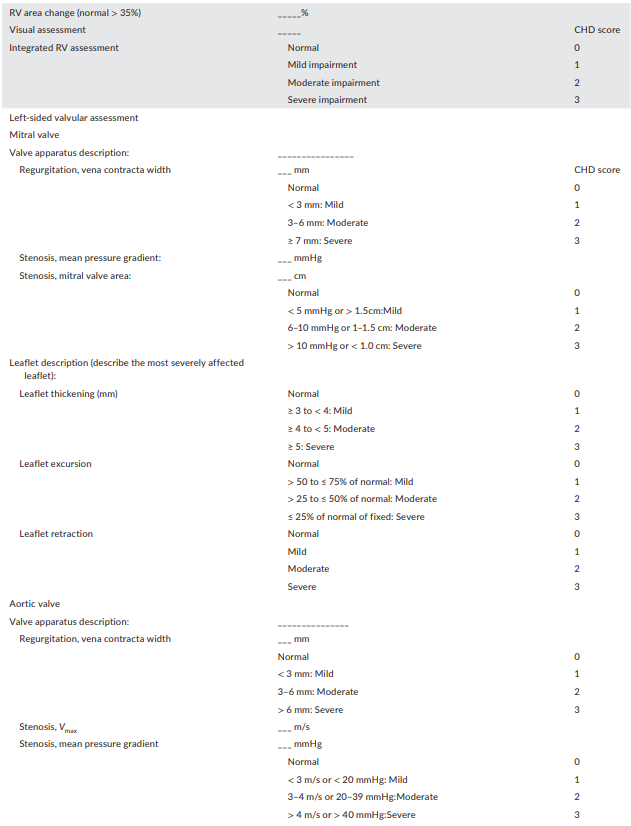 RV area change (normal > 35%) _____%
Visual assessment _____ CHD score
Integrated RV assessment Normal 0
Mild impairment 1
Moderate impairment 2
Severe impairment 3
Left-sided valvular assessment
Mitral valve
Valve apparatus description: ________________
Regurgitation, vena contracta width ___ mm CHD score
Normal 0
< 3 mm: Mild 1
3–6 mm: Moderate 2
≥ 7 mm: Severe 3
Stenosis, mean pressure gradient: ___ mmHg
Stenosis, mitral valve area: ___ cm
Normal 0
< 5 mmHg or > 1.5cm:Mild 1
6–10 mmHg or 1–1.5 cm: Moderate 2
> 10 mmHg or < 1.0 cm: Severe 3
Leaflet description (describe the most severely affected
leaflet):
Leaflet thickening (mm) Normal 0
≥ 3 to < 4: Mild 1
≥ 4 to < 5: Moderate 2
≥ 5: Severe 3
Leaflet excursion Normal 0
> 50 to ≤ 75% of normal: Mild 1
> 25 to ≤ 50% of normal: Moderate 2
≤ 25% of normal of fixed: Severe 3
Leaflet retraction Normal 0
Mild 1
Moderate 2
Severe 3
Aortic valve
Valve apparatus description: _______________
Regurgitation, vena contracta width ___ mm
Normal 0
< 3 mm: Mild 1
3–6 mm: Moderate 2
> 6 mm: Severe 3
Stenosis, Vmax ___ m/s
Stenosis, mean pressure gradient ___ mmHg
Normal 0
< 3 m/s or < 20 mmHg: Mild 1
3–4 m/s or 20–39 mmHg:Moderate 2
> 4 m/s or > 40 mmHg:Severe 3